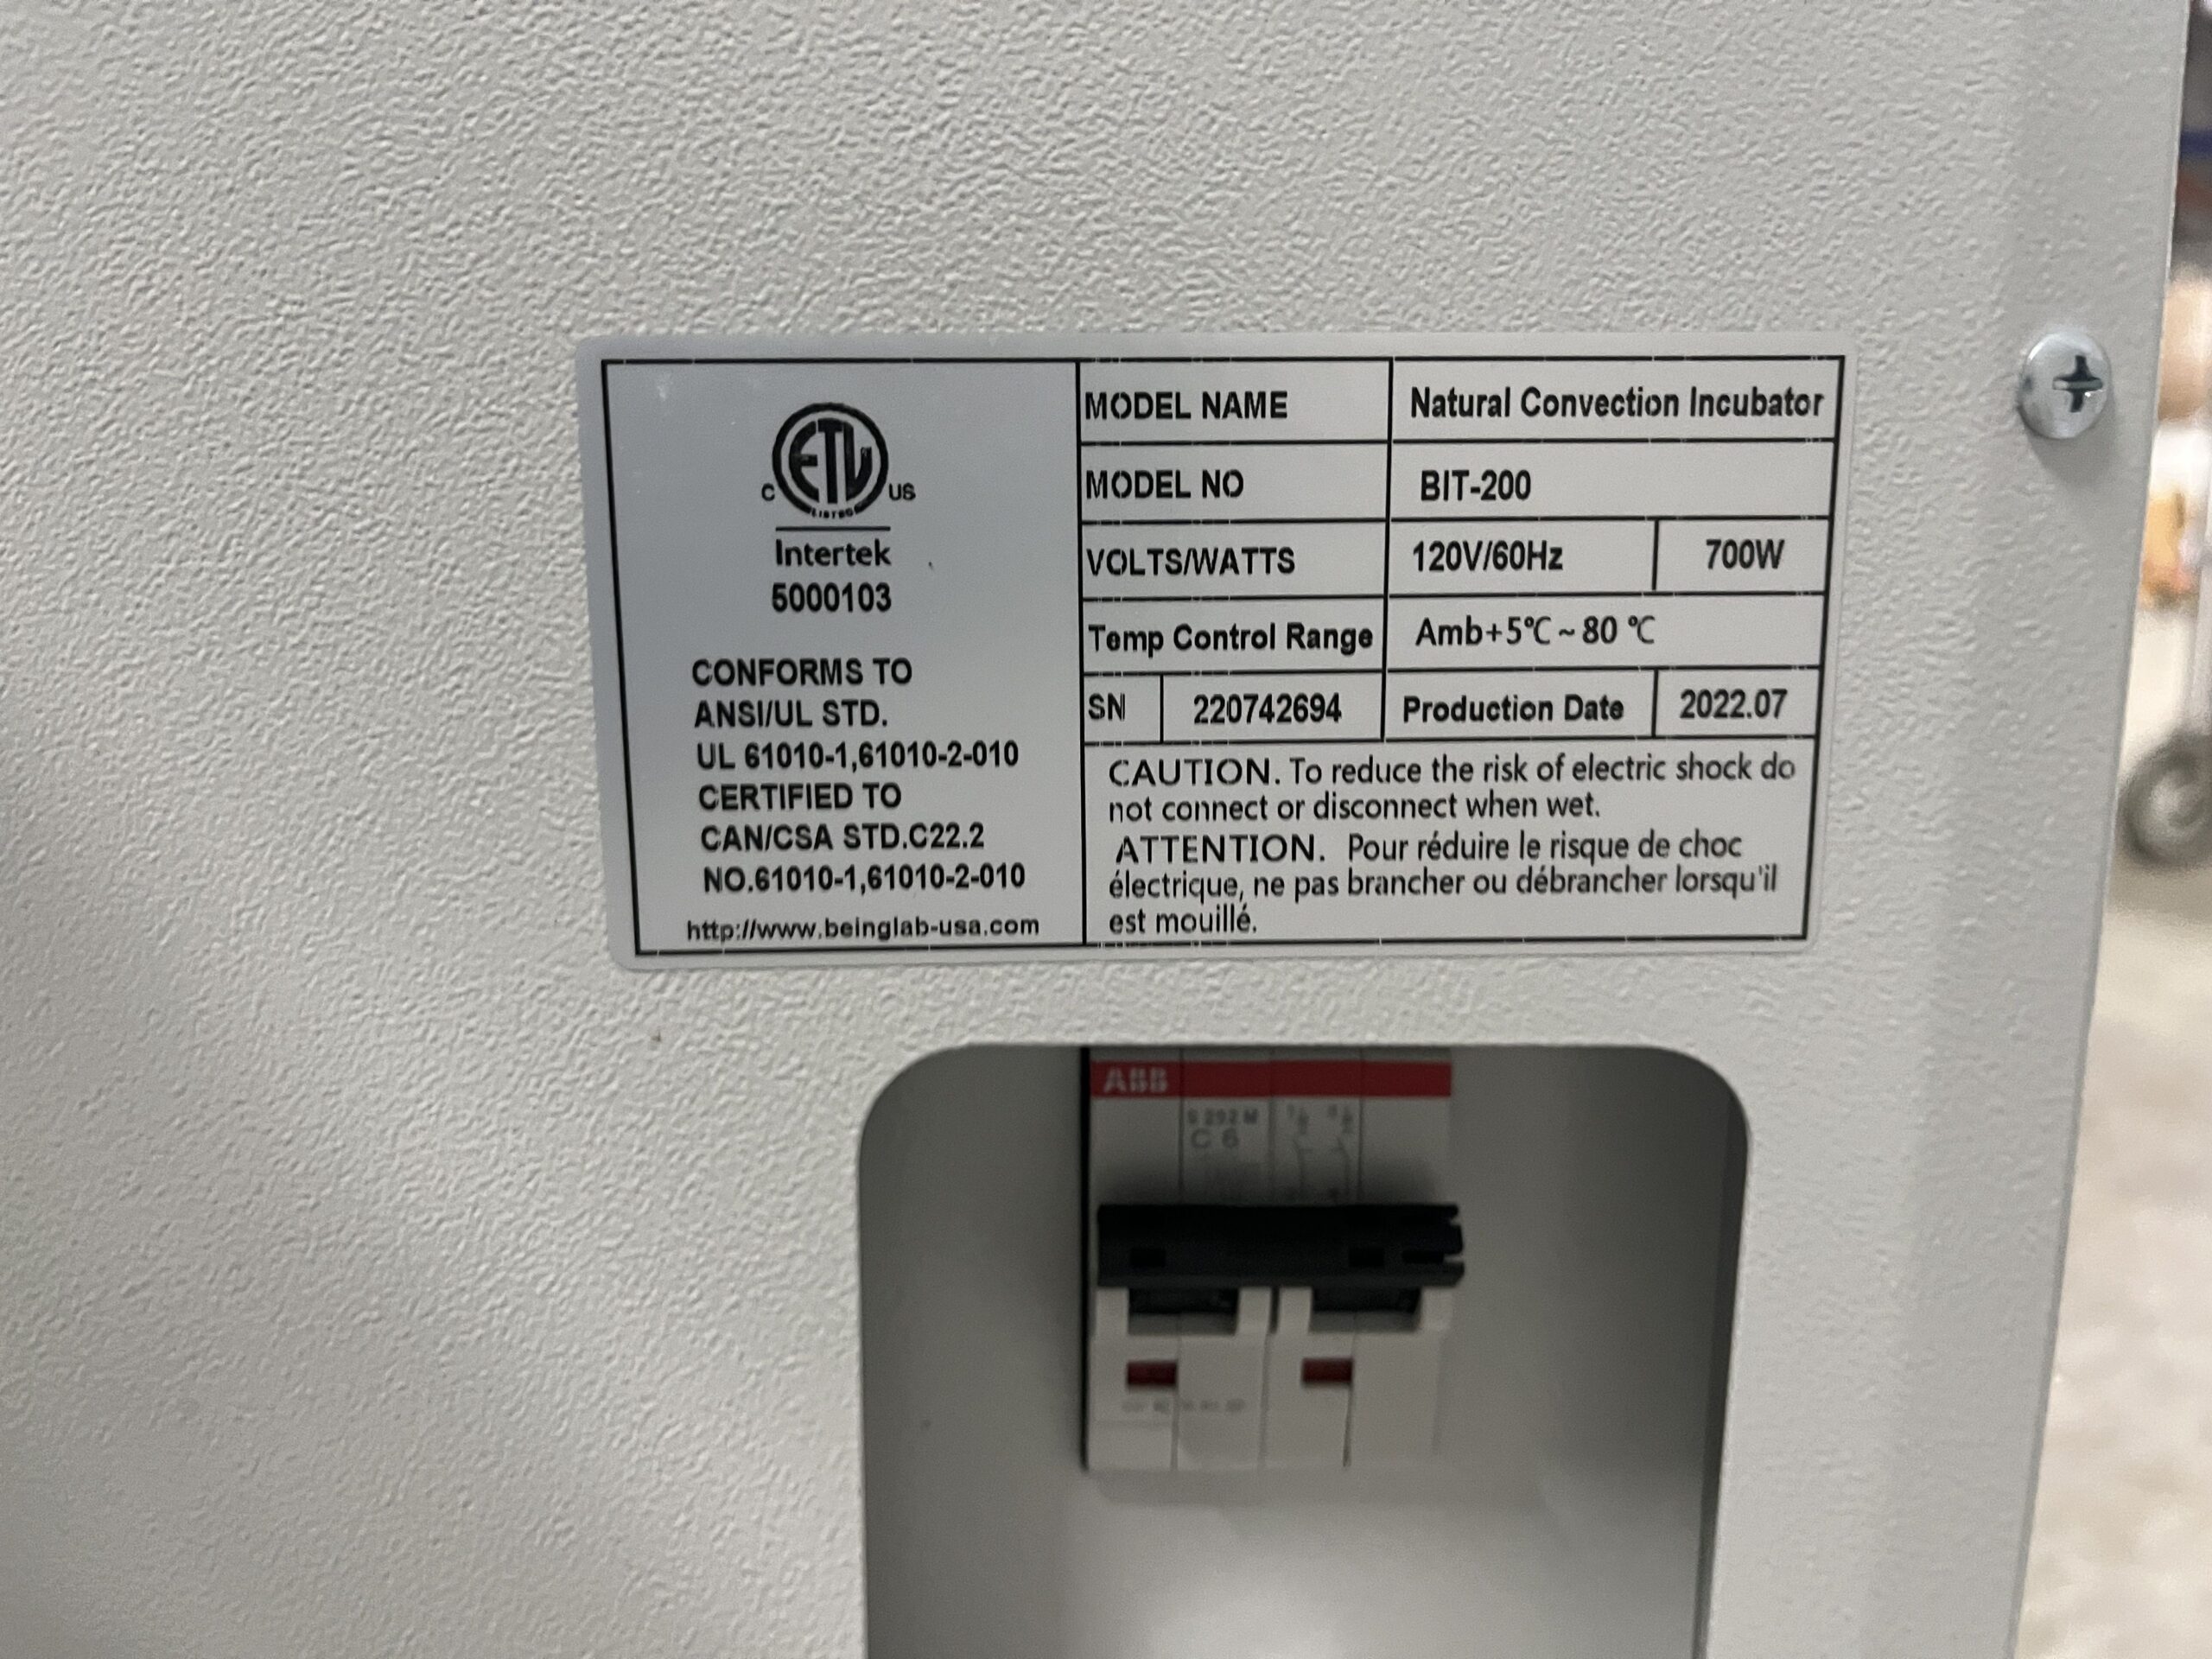 ETL
C US
LISTED
Intertek
5000103
CONFORMS TO
ANSI/UL STD.
UL 61010-1,61010-2-010
CERTIFIED TO
CAN/CSA STD.C22.2
NO.61010-1,61010-2-010
http://www.beinglab-usa.com
MODEL NAME Natural Convection Incubator
MODEL NO BIT-200
VOLTS/WATTS 120V/60Hz 700W
Temp Control Range Amb+5℃~80 ℃
SN 220742694 Production Date 2022.07
CAUTION. To reduce the risk of electric shock do
not connect or disconnect when wet.
ATTENTION. Pour réduire le risque de choc
électrique, ne pas brancher ou débrancher lorsqu'il
est mouillé.
ABB
S 292 M
C 6